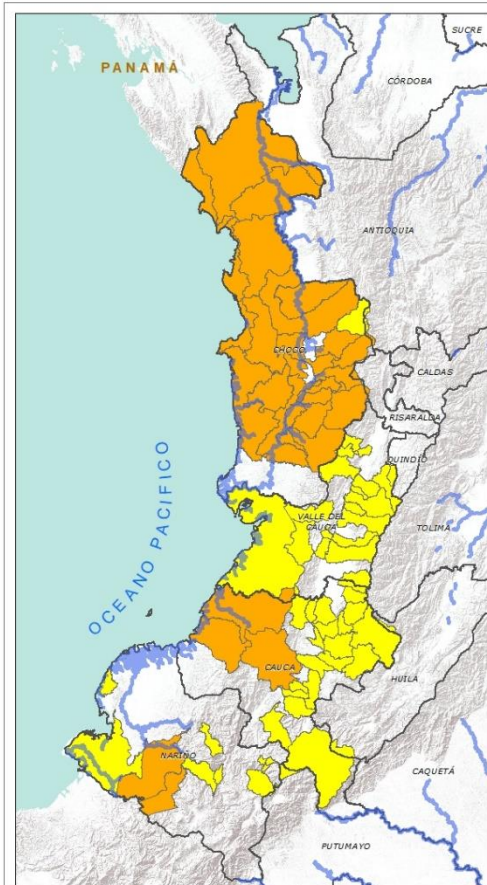 SUCRE
PANAMÁ
CÓRDOBA
ANTIOQUIA
CHOCÓ
CALDAS
RISARALDA
QUINDÍO
VALLE DEL
CAUCA
TOLIMA
OCEANO PACIFICO
CAUCA
HUILA
NARIÑO
CAQUETÁ
PUTUMAYO